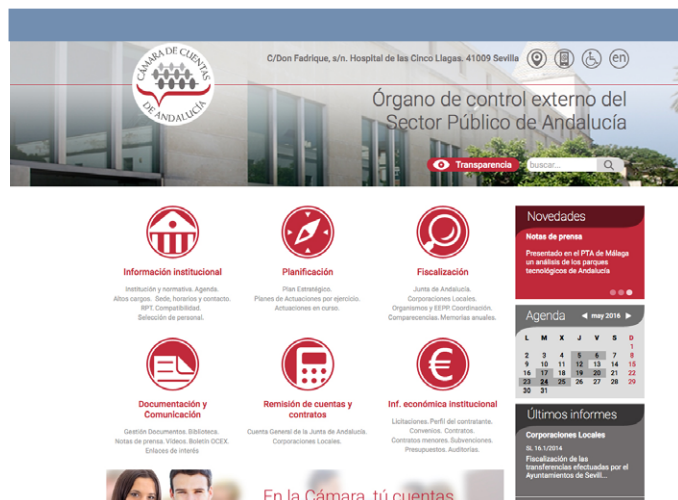 C/Don Fadrique, s/n. Hospital de las Cinco Llagas. 41009 Sevilla
en
CÁMARA DE CUENTAS
DE ANDALUCÍA
Órgano de control externo del
Sector Público de Andalucía
Transparencia
buscar...
Información institucional
Institución y normativa. Agenda.
Altos cargos. Sede, horarios y contacto.
RPT. Compatibilidad.
Selección de personal.
Planificación
Plan Estratégico.
Planes de Actuaciones por ejercicio.
Actuaciones en curso.
Fiscalización
Junta de Andalucía.
Corporaciones Locales.
Organismos y EEPP. Coordinación.
Comparecencias. Memorias anuales.
Documentación y
Comunicación
Gestión Documentos. Biblioteca.
Notas de prensa. Vídeos. Boletín OCEX.
Enlaces de interés
Remisión de cuentas y
contratos
Cuenta General de la Junta de Andalucía.
Corporaciones Locales.
€
Inf. económica institucional
Licitaciones. Perfil del contratante.
Convenios. Contratos.
Contratos menores. Subvenciones.
Presupuestos. Auditorías.
En la Cámara, tú cuentas
Novedades
Notas de prensa
Presentado en el PTA de Málaga
un análisis de los parques
tecnológicos de Andalucía
Agenda
may 2016
L M X J V S D
1
2 3 4 5 6 7 8
9 10 11 12 13 14 15
16 17 18 19 20 21 22
23 24 25 26 27 28 29
30 31
Últimos informes
Corporaciones Locales
SL 16.1/2014
Fiscalización de las
transferencias efectuadas por el
Ayuntamientos de Sevill...